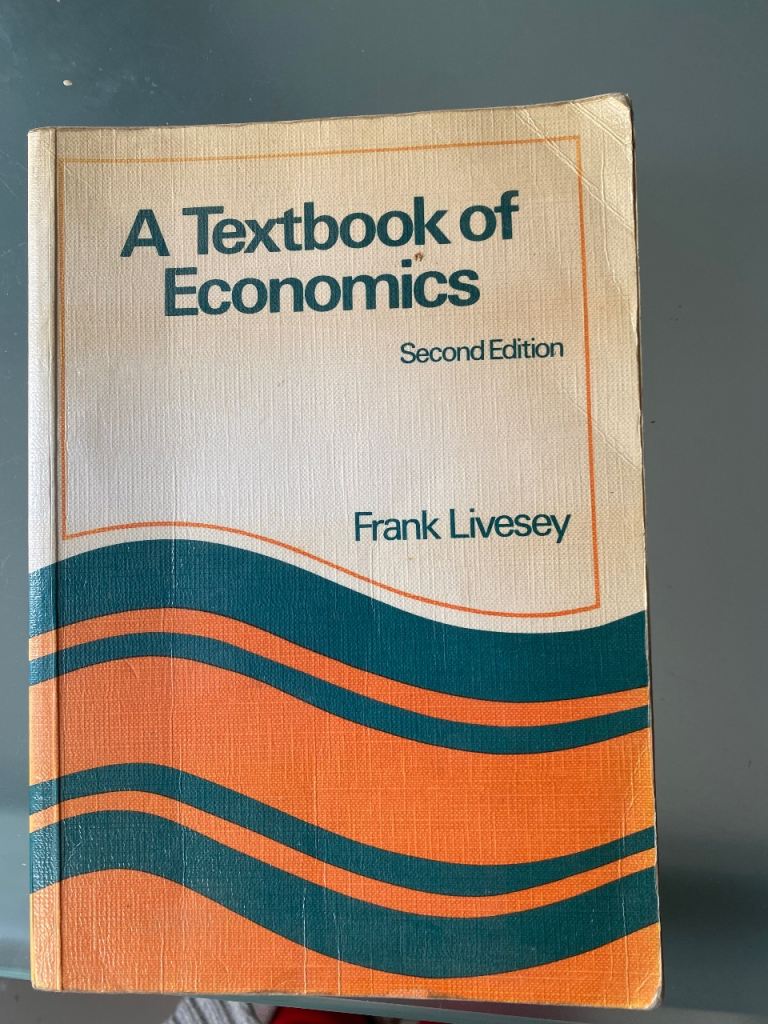 A Textbook of
Economics
Second Edition
Frank Livesey